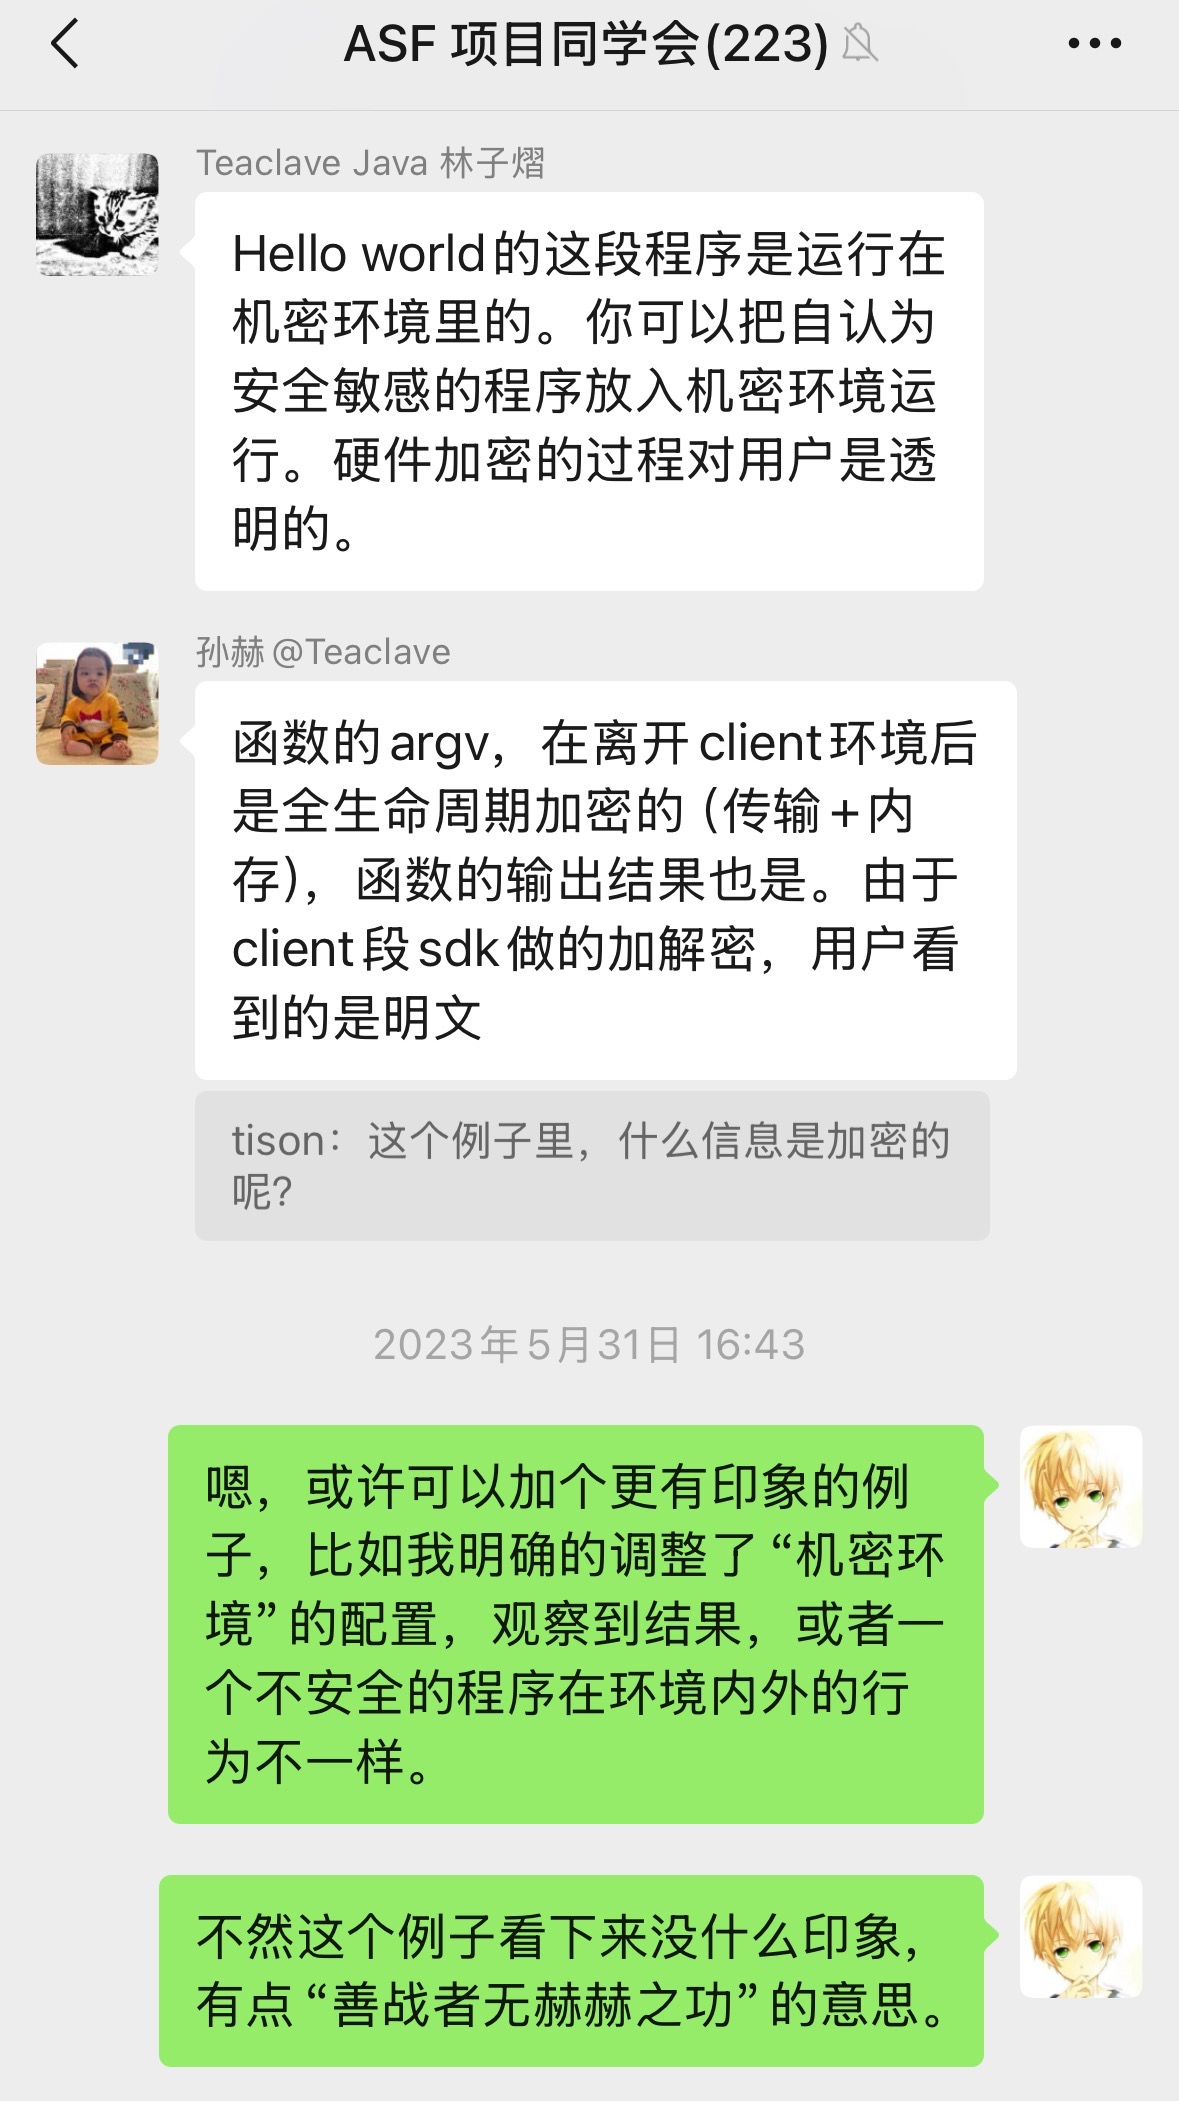 ASF 项目同学会(223)
Teaclave Java 林子熠
Hello world的这段程序是运行在
机密环境里的。你可以把自认为
安全敏感的程序放入机密环境运
行。硬件加密的过程对用户是透
明的。
孙赫@Teaclave
函数的argv，在离开client环境后
是全生命周期加密的（传输+内
存），函数的输出结果也是。由于
client段sdk做的加解密，用户看
到的是明文
tison：这个例子里，什么信息是加密的
呢？
2023年5月31日 16:43
嗯，或许可以加个更有印象的例
子，比如我明确的调整了“机密环
境”的配置，观察到结果，或者一
个不安全的程序在环境内外的行
为不一样。
不然这个例子看下来没什么印象，
有点“善战者无赫赫之功”的意思。